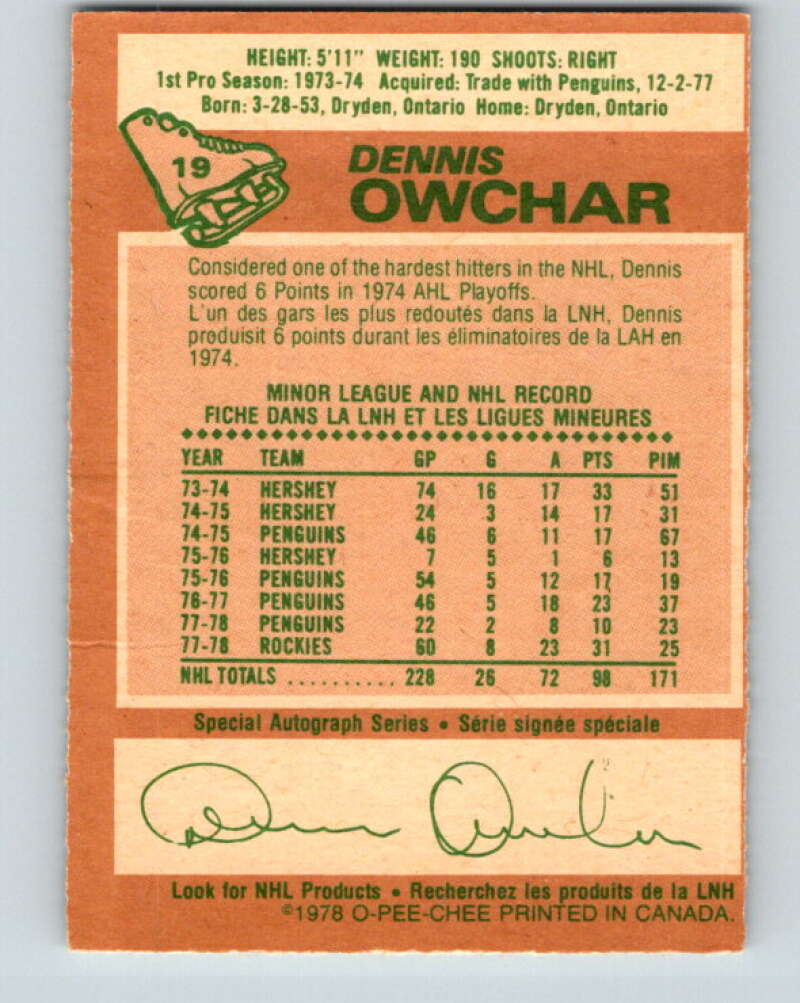 HEIGHT: 5'11" WEIGHT: 190 SHOOTS: RIGHT
1st Pro Season: 1973-74 Acquired: Trade with Penguins, 12-2-77
Born: 3-28-53, Dryden, Ontario Home: Dryden, Ontario
19
DENNIS
OWCHAR
Considered one of the hardest hitters in the NHL, Dennis
scored 6 Points in 1974 AHL Playoffs.
L'un des gars les plus redoutés dans la LNH, Dennis
produisit 6 points durant les éliminatoires de la LAH en
1974.
MINOR LEAGUE AND NHL RECORD
FICHE DANS LA LNH ET LES LIGUES MINEURES
YEAR TEAM GP G A PTS PIM
73-74 HERSHEY 74 16 17 33 51
74-75 HERSHEY 24 3 14 17 31
74-75 PENGUINS 46 6 11 17 67
75-76 HERSHEY 7 5 1 6 13
75-76 PENGUINS 54 5 12 17 19
76-77 PENGUINS 46 5 18 23 37
77-78 PENGUINS 22 2 8 10 23
77-78 ROCKIES 60 8 23 31 25
NHL TOTALS .......... 228 26 72 98 171
Special Autograph Series • Série signée spéciale
Dennis Owchar
Look for NHL Products • Recherchez les produits de la LNH
©1978 O-PEE-CHEE PRINTED IN CANADA.